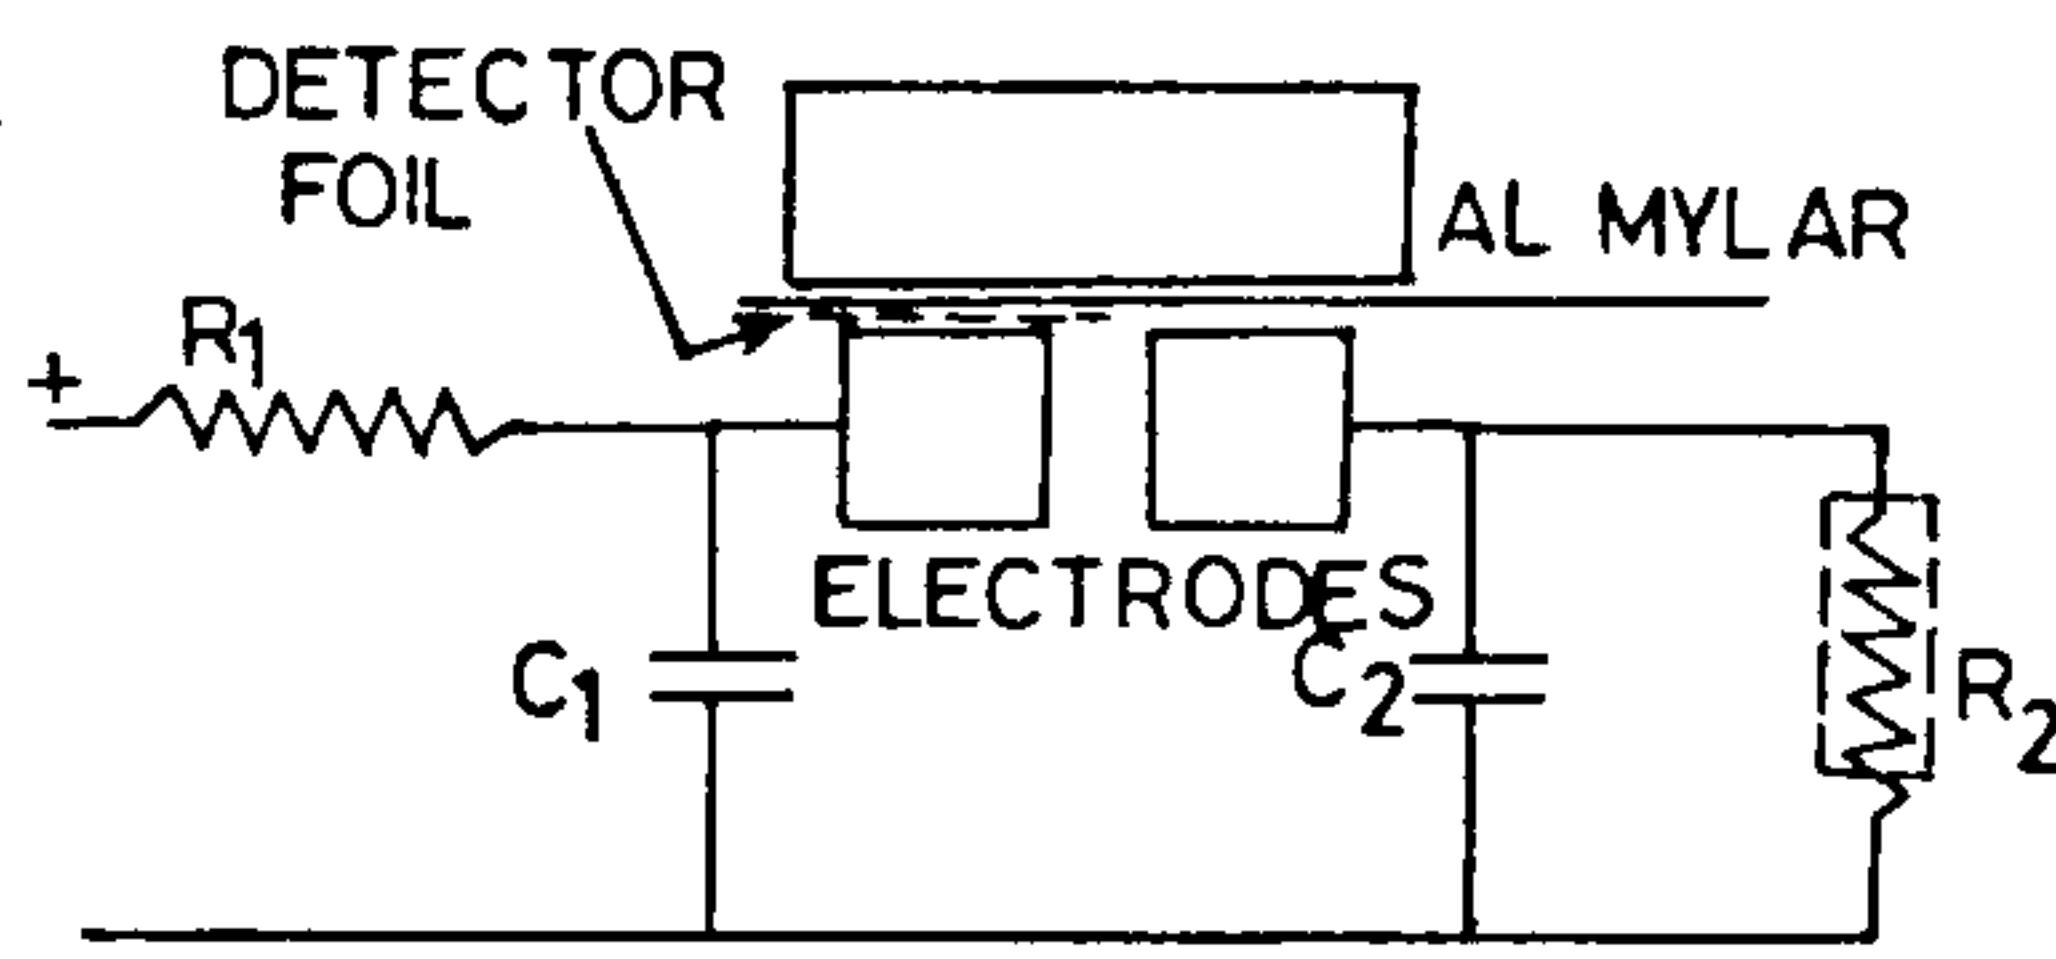 DETECTOR
FOIL
AL MYLAR
R1
+
ELECTRODES
C1
C2
R2